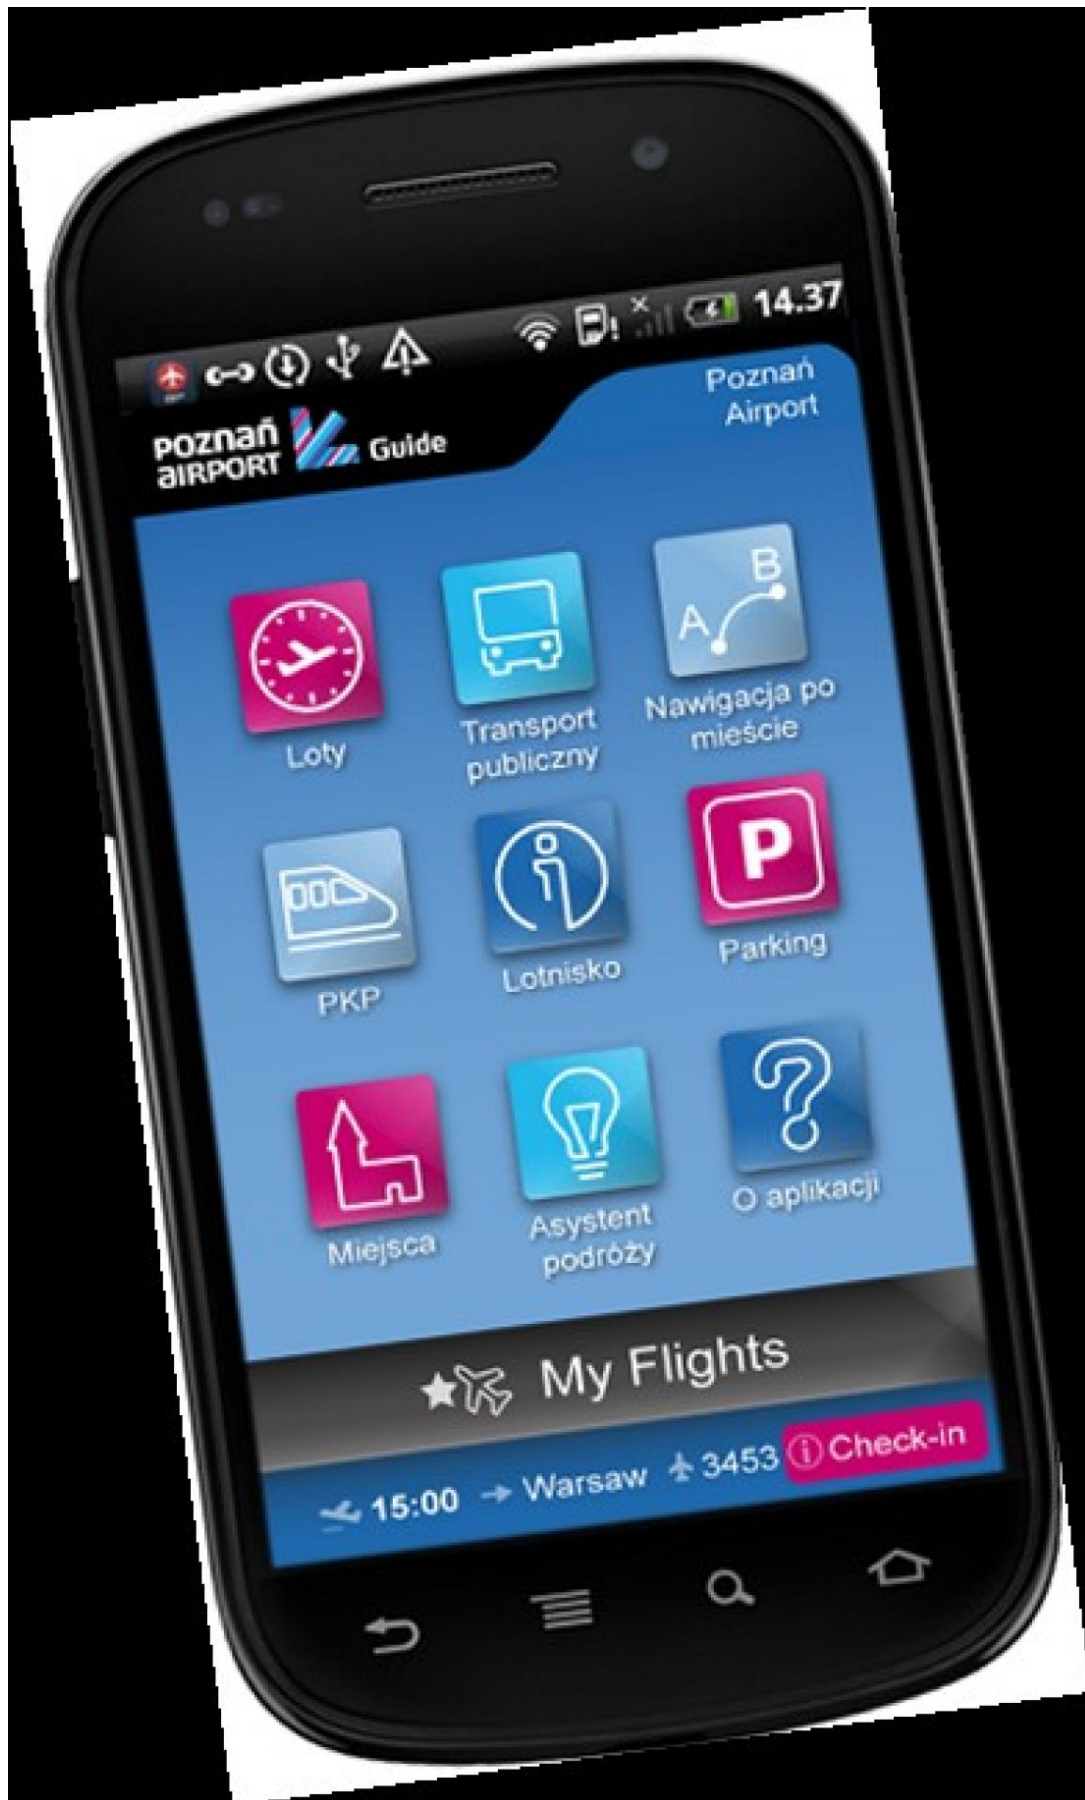 14.37
POZNAŃ
AIRPORT
Guide
Poznań
Airport
A
B
Loty
Transport
publiczny
Nawigacja po
mieście
P
PKP
Lotnisko
Parking
Miejsca
Asystent
podróży
O aplikacji
My Flights
15:00 → Warsaw 3453 Check-in